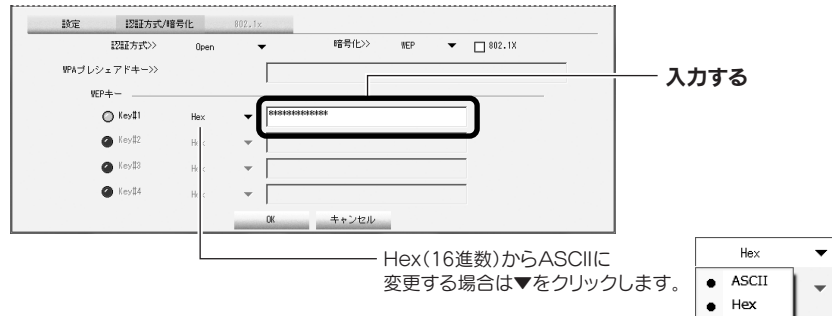 設定 認証方式/暗号化 802.1x
認証方式>> Open 暗号化>> WEP 802.1X
WPAプレシェアドキー>>
入力する
WEPキー
Key#1 Hex *************
Key#2 Hex
Key#3 Hex
Key#4 Hex
OK キャンセル
Hex(16進数)からASCIIに
変更する場合は▼をクリックします。
Hex
ASCII
Hex